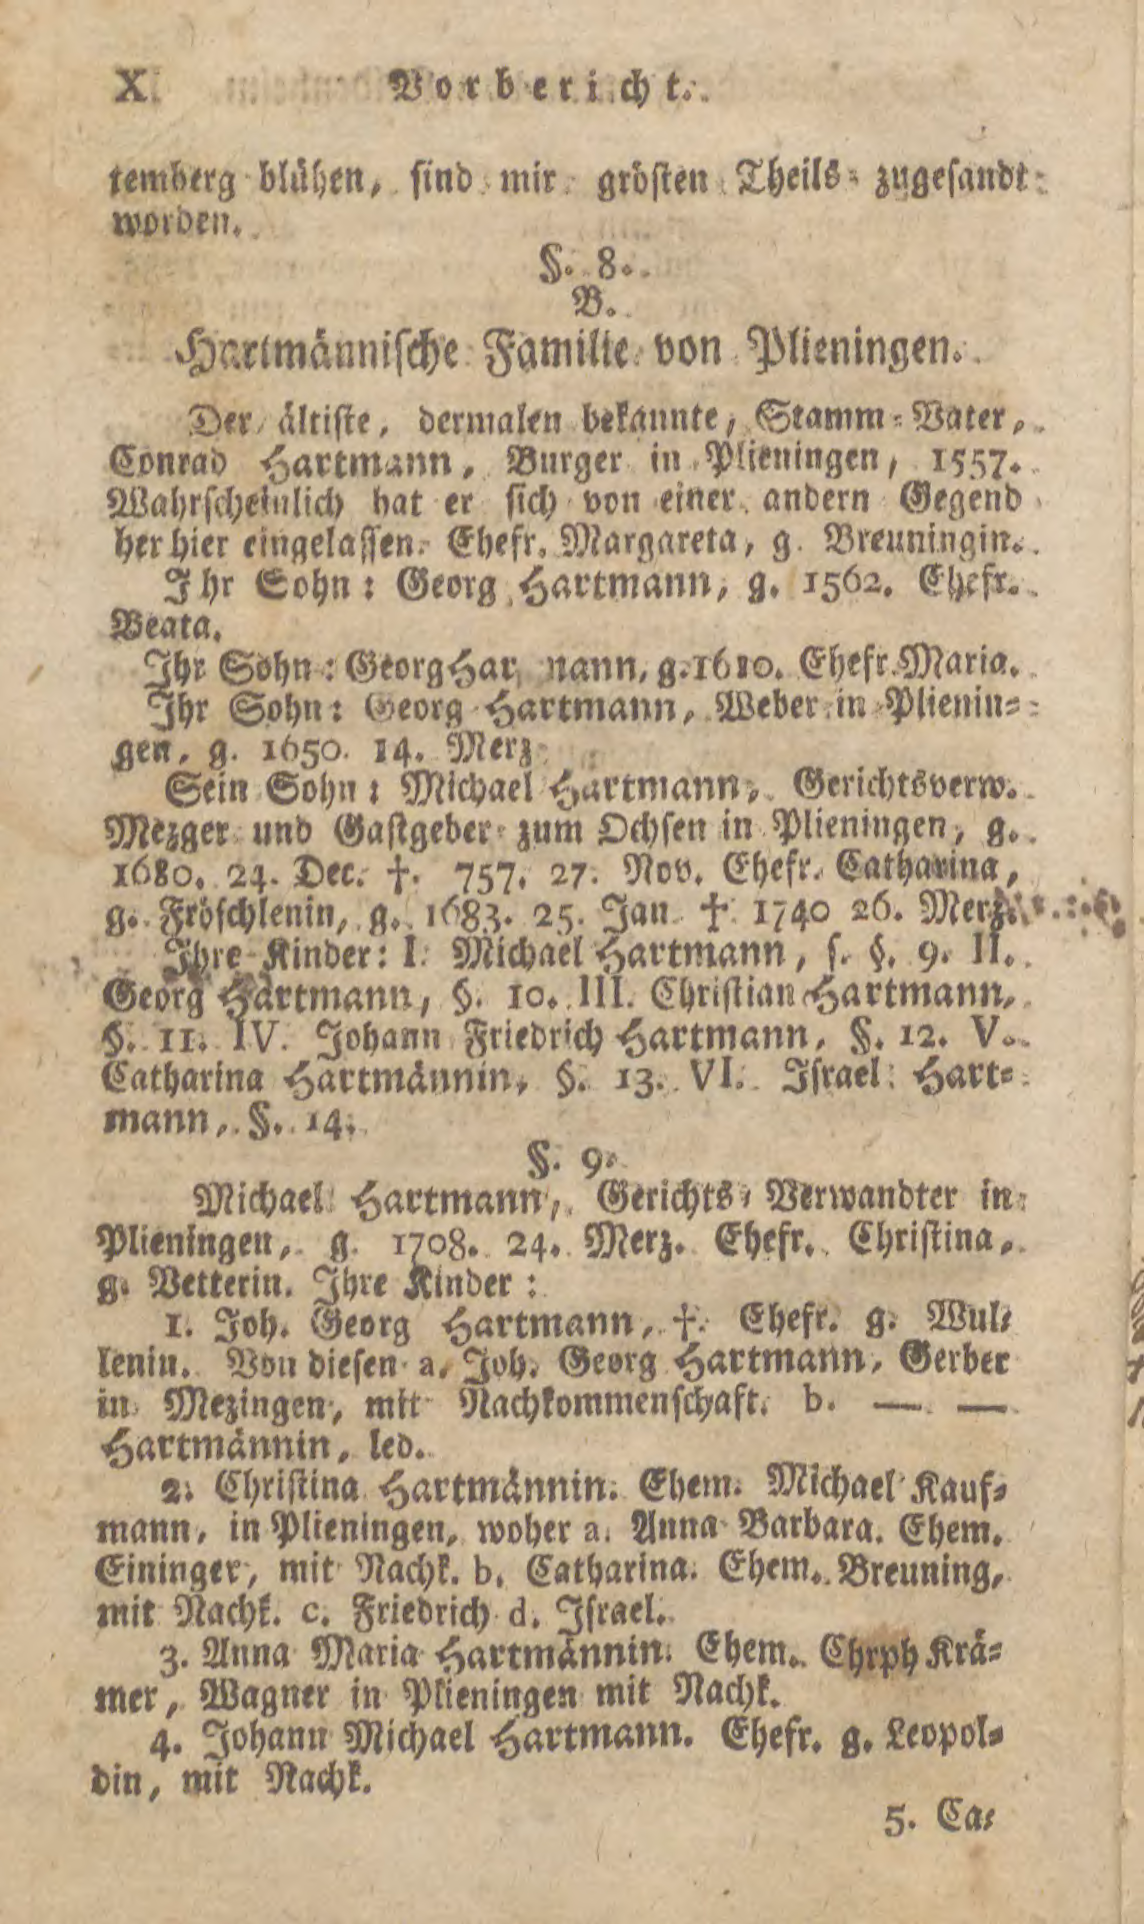 X Vorbericht.
temberg blühen, sind mir grösten Theils zugesandt
worden.
§. 8.
B.
Hartmännische Familie von Plieningen.
Der ältiste, dermalen bekannte, Stamm-Vater,
Conrad Hartmann, Burger in Plieningen, 1557.
Wahrscheinlich hat er sich von einer andern Gegend
her hier eingelassen. Ehefr. Margareta, g. Breuningin.
Ihr Sohn: Georg Hartmann, g. 1562. Ehefr.
Beata.
Ihr Sohn: Georg Har nann, g. 1610. Ehefr. Maria.
Ihr Sohn: Georg Hartmann, Weber in Plienin-
gen, g. 1650. 14. Merz
Sein Sohn: Michael Hartmann, Gerichtsverw.
Mezger und Gastgeber zum Ochsen in Plieningen, g.
1680. 24. Dec. †. 757. 27. Nov. Ehefr. Catharina,
g. Fröschlenin, g. 1683. 25. Jan. † 1740 26. Merz.
Ihre Kinder: I. Michael Hartmann, s. §. 9. II.
Georg Hartmann, §. 10. III. Christian Hartmann,
§. 11. IV. Johann Friedrich Hartmann, §. 12. V.
Catharina Hartmännin, §. 13. VI. Israel Hart-
mann, §. 14.
§. 9.
Michael Hartmann, Gerichts-Verwandter in
Plieningen, g. 1708. 24. Merz. Ehefr. Christina,
g. Vetterin. Ihre Kinder:
1. Joh. Georg Hartmann, †. Ehefr. g. Wul-
lenin. Von diesen a. Joh. Georg Hartmann, Gerber
in Mezingen, mit Nachkommenschaft. b. — —
Hartmännin, led.
2. Christina Hartmännin. Ehem. Michael Kauf-
mann, in Plieningen, woher a. Anna Barbara. Ehem.
Eininger, mit Nachk. b. Catharina. Ehem. Breuning,
mit Nachk. c. Friedrich d. Israel.
3. Anna Maria Hartmännin. Ehem. Chrph Krä-
mer, Wagner in Plieningen mit Nachk.
4. Johann Michael Hartmann. Ehefr. g. Leopol-
din, mit Nachk.
5. Ca-